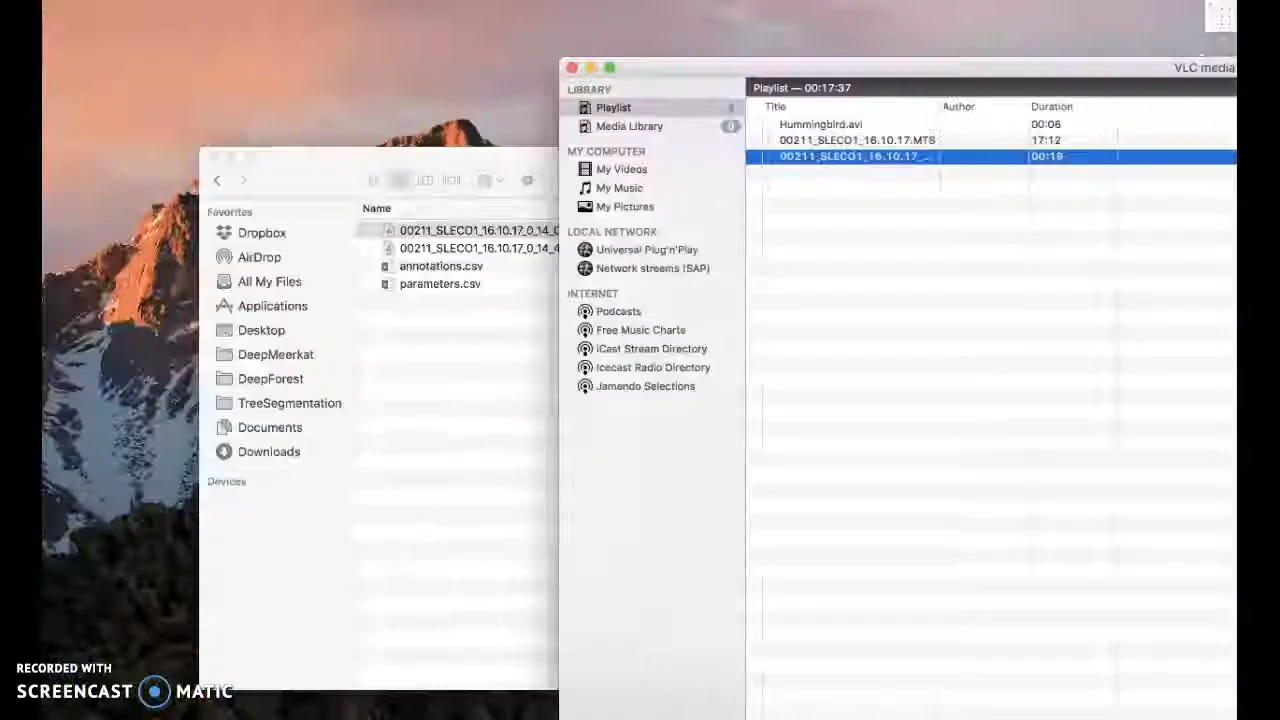 VLC media
LIBRARY
Playlist
Media Library
0
MY COMPUTER
My Videos
My Music
My Pictures
LOCAL NETWORK
Universal Plug'n'Play
Network streams (SAP)
INTERNET
Podcasts
Free Music Charts
iCast Stream Directory
Icecast Radio Directory
Jamendo Selections
Playlist — 00:17:37
Title Author Duration
Hummingbird.avi 00:06
00211_SLECO1_16.10.17.MTS 17:12
00211_SLECO1_16.10.17_... 00:19
Favorites
Dropbox
AirDrop
All My Files
Applications
Desktop
DeepMeerkat
DeepForest
TreeSegmentation
Documents
Downloads
Devices
Name
00211_SLECO1_16.10.17_0_14_0
00211_SLECO1_16.10.17_0_14_4
annotations.csv
parameters.csv
RECORDED WITH
SCREENCAST MATIC